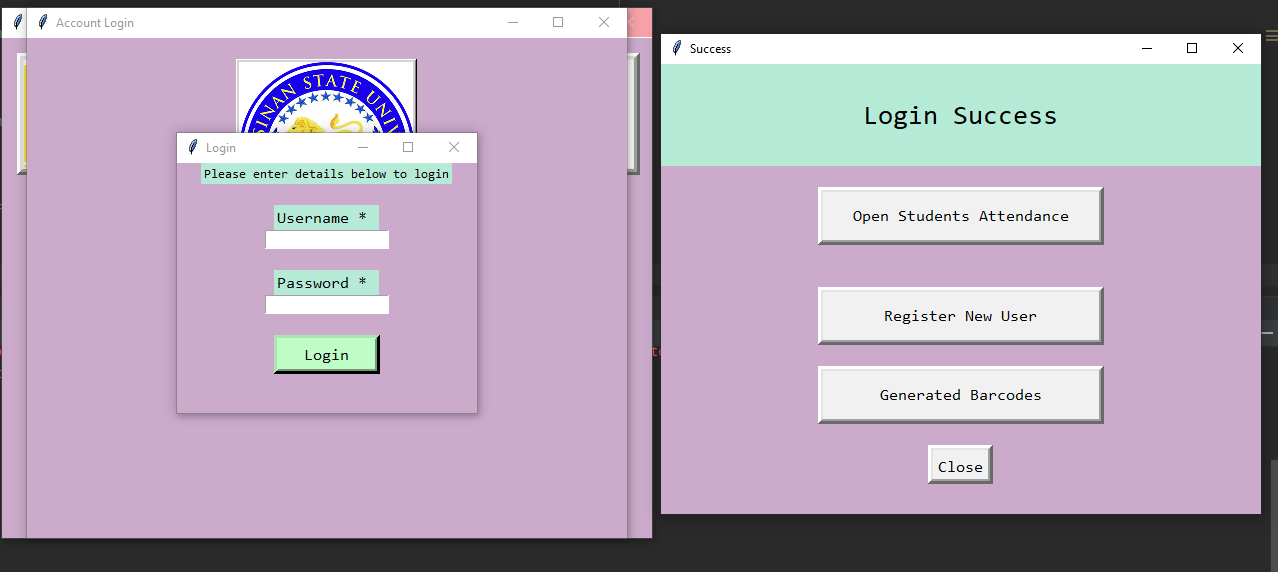 Account Login
SINAN STATE UNI
Login
Please enter details below to login
Username *
Password *
Login
Success
Login Success
Open Students Attendance
Register New User
Generated Barcodes
Close